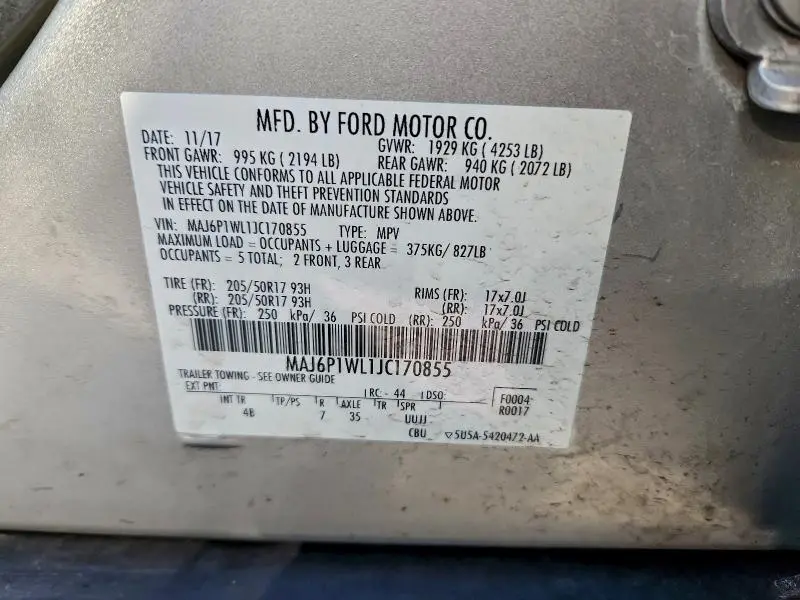 MFD. BY FORD MOTOR CO.
DATE: 11/17 GVWR: 1929 KG ( 4253 LB)
FRONT GAWR: 995 KG ( 2194 LB) REAR GAWR: 940 KG ( 2072 LB)
THIS VEHICLE CONFORMS TO ALL APPLICABLE FEDERAL MOTOR
VEHICLE SAFETY AND THEFT PREVENTION STANDARDS
IN EFFECT ON THE DATE OF MANUFACTURE SHOWN ABOVE.
VIN: MAJ6P1WL1JC170855 TYPE: MPV
MAXIMUM LOAD = OCCUPANTS + LUGGAGE = 375KG/ 827LB
OCCUPANTS = 5 TOTAL; 2 FRONT, 3 REAR
TIRE (FR): 205/50R17 93H RIMS (FR): 17x7.0J
(RR): 205/50R17 93H (RR): 17x7.0J
PRESSURE (FR): 250 kPa/ 36 PSI COLD (RR): 250 kPa/ 36 PSI COLD
MAJ6P1WL1JC170855
TRAILER TOWING - SEE OWNER GUIDE
EXT PNT: RC: 44 DSO: F0004
INT TR TP/PS R AXLE TR SPR R0017
4B 7 35 UUJJ
CBU ▽5U5A-5420472-AA